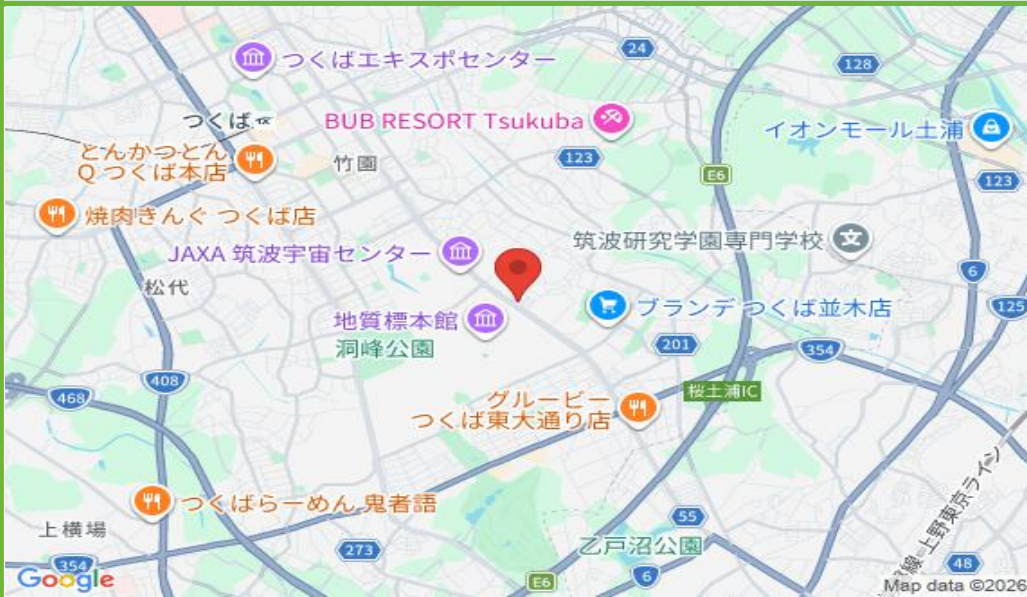 つくばエキスポセンター
24
128
つくば
BUB RESORT Tsukuba
イオンモール土浦
とんかつとん
Q つくば本店
竹園
123
E6
123
焼肉きんぐ つくば店
筑波研究学園専門学校
JAXA 筑波宇宙センター
6
松代
地質標本館
ブランデ つくば並木店
125
洞峰公園
201
354
408
468
桜土浦IC
グルービー
つくば東大通り店
つくばらーめん 鬼者語
上横場
55
乙戸沼公園
上野東京ライン
273
354
48
Google
E6
6
Map data ©2026